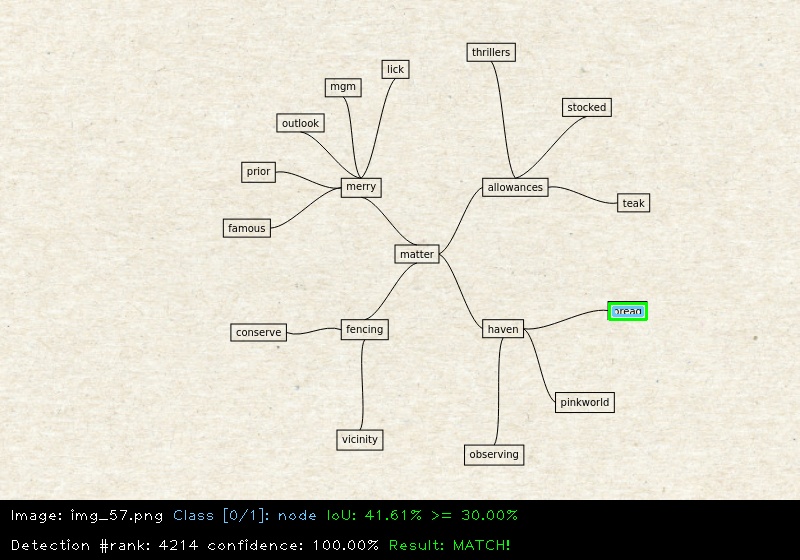 thrillers
lick
mgm
stocked
outlook
prior
merry
allowances
teak
famous
matter
bread
conserve
fencing
haven
pinkworld
vicinity
observing
Image: img_57.png Class [0/1]: node IoU: 41.61% >= 30.00%
Detection #rank: 4214 confidence: 100.00% Result: MATCH!